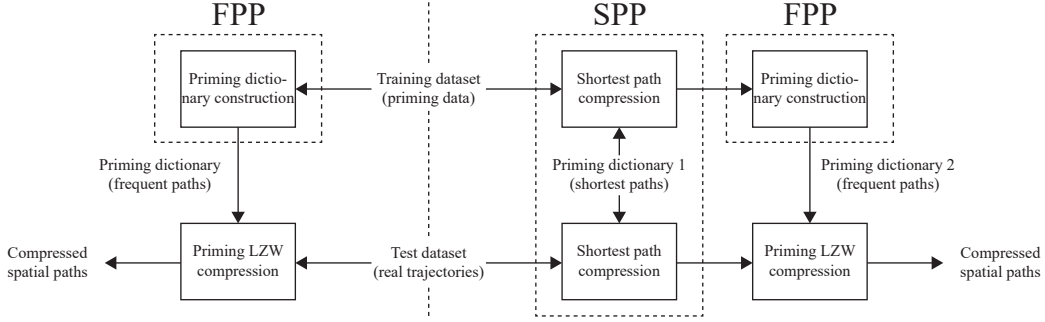 FPP
SPP
FPP
Priming dictio-
nary construction
Training dataset
(priming data)
Shortest path
compression
Priming dictio-
nary construction
Priming dictionary
(frequent paths)
Priming dictionary 1
(shortest paths)
Priming dictionary 2
(frequent paths)
Compressed
spatial paths
Priming LZW
compression
Test dataset
(real trajectories)
Shortest path
compression
Priming LZW
compression
Compressed
spatial paths